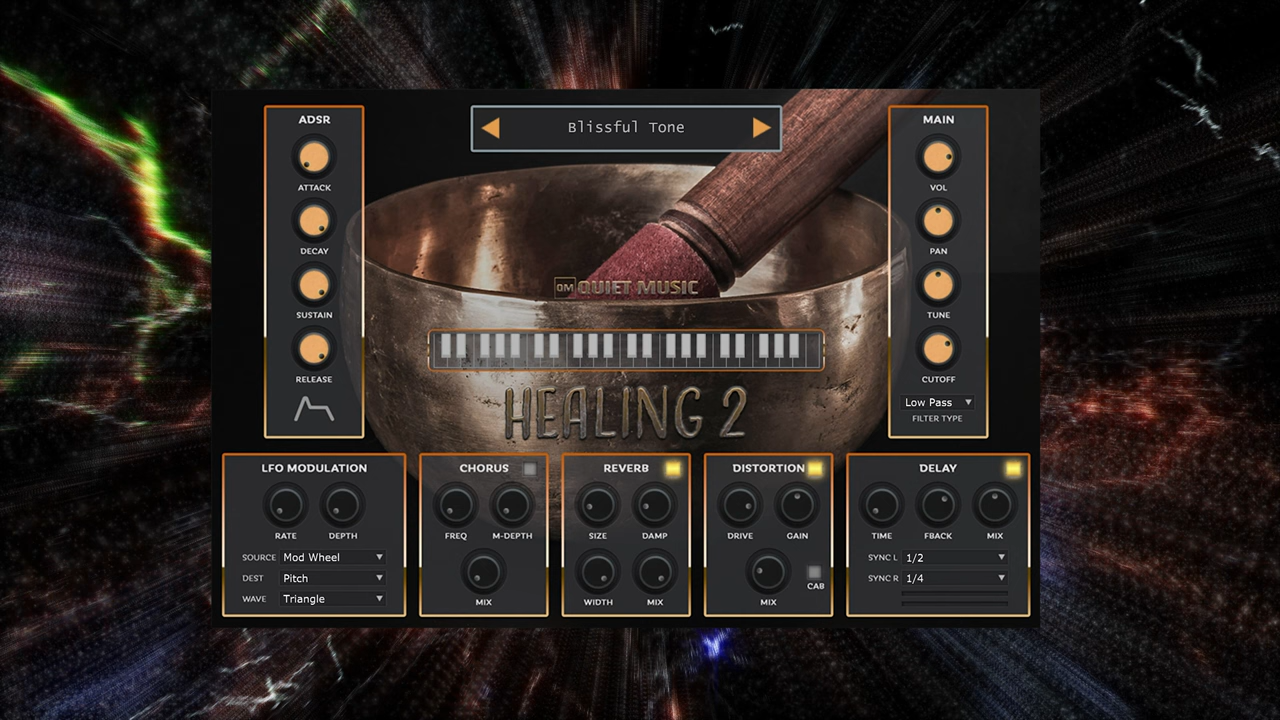 Blissful Tone
ADSR
ATTACK
DECAY
SUSTAIN
RELEASE
MAIN
VOL
PAN
TUNE
CUTOFF
Low Pass
FILTER TYPE
OM QUIET MUSIC
HEALING 2
LFO MODULATION
RATE DEPTH
SOURCE Mod Wheel
DEST Pitch
WAVE Triangle
CHORUS
FREQ M-DEPTH
MIX
REVERB
SIZE DAMP
WIDTH MIX
DISTORTION
DRIVE GAIN
MIX CAB
DELAY
TIME FBACK MIX
SYNC L 1/2
SYNC R 1/4